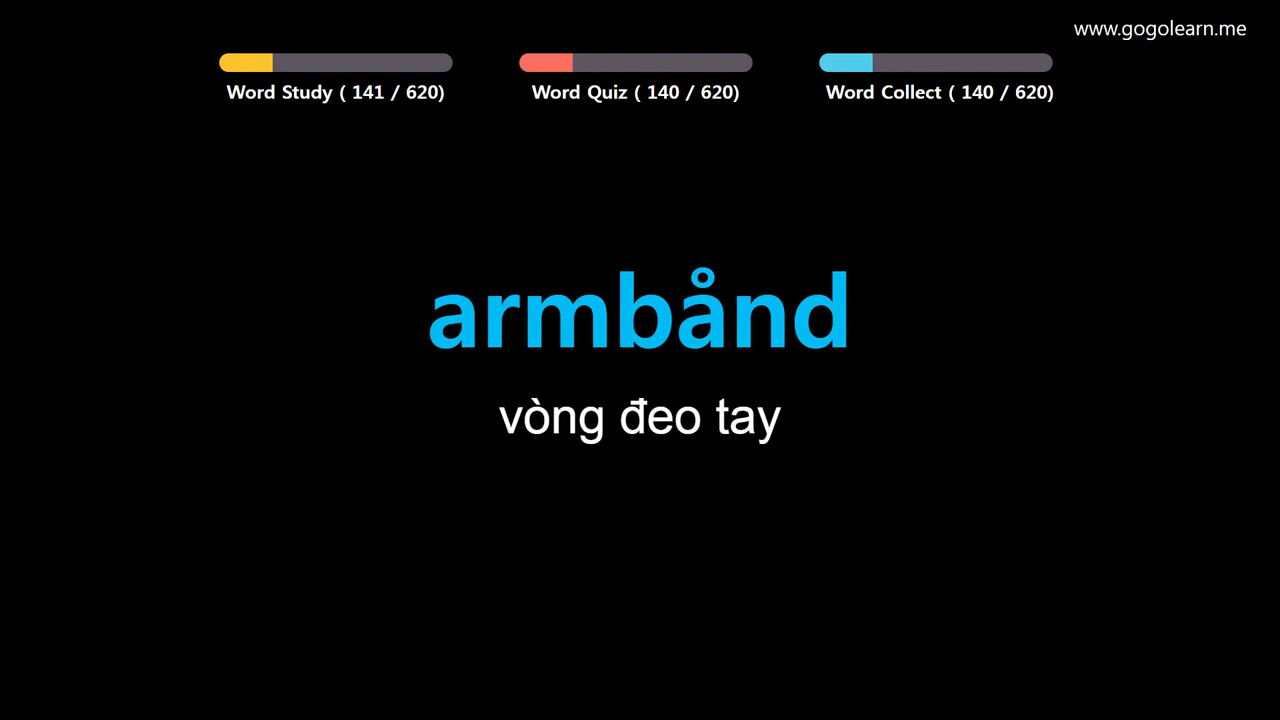 www.gogolearn.me
Word Study ( 141 / 620)
Word Quiz ( 140 / 620)
Word Collect ( 140 / 620)
armbånd
vòng đeo tay